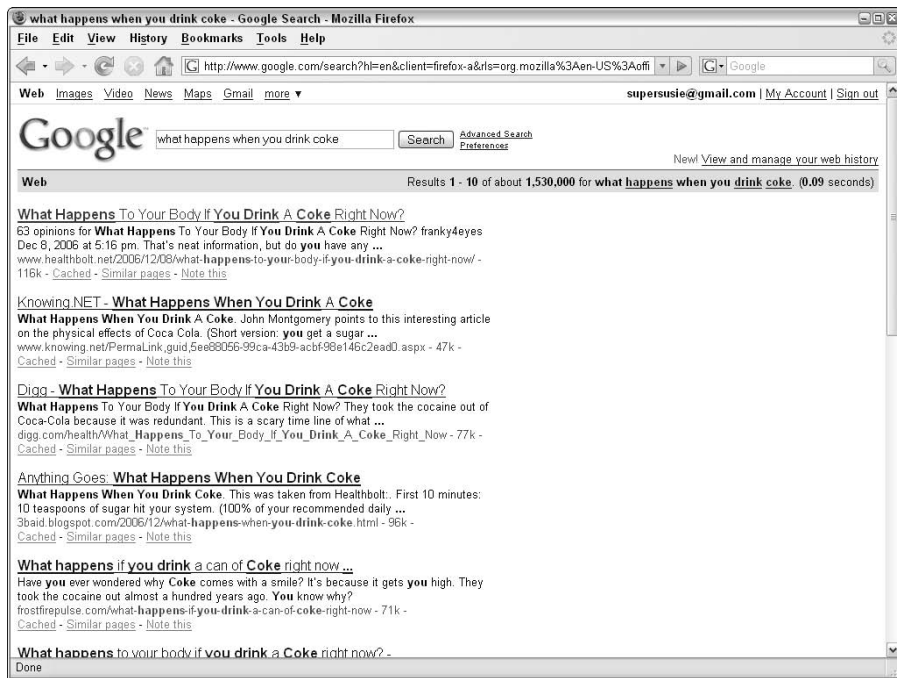 what happens when you drink coke - Google Search - Mozilla Firefox
File Edit View History Bookmarks Tools Help
http://www.google.com/search?hl=en&client=firefox-a&rls=org.mozilla%3Aen-US%3Aoffi
Google
Web Images Video News Maps Gmail more ▼
supersusie@gmail.com | My Account | Sign out
Google
what happens when you drink coke
Search
Advanced Search
Preferences
New! View and manage your web history
Web
Results 1 - 10 of about 1,530,000 for what happens when you drink coke. (0.09 seconds)
What Happens To Your Body If You Drink A Coke Right Now?
63 opinions for What Happens To Your Body If You Drink A Coke Right Now? franky4eyes
Dec 8, 2006 at 5:16 pm. That's neat information, but do you have any ...
www.healthbolt.net/2006/12/08/what-happens-to-your-body-if-you-drink-a-coke-right-now/ -
116k - Cached - Similar pages - Note this
Knowing.NET - What Happens When You Drink A Coke
What Happens When You Drink A Coke. John Montgomery points to this interesting article
on the physical effects of Coca Cola. (Short version: you get a sugar ...
www.knowing.net/PermaLink,guid,5ee88056-99ca-43b9-acbf-98e146c2ead0.aspx - 47k -
Cached - Similar pages - Note this
Digg - What Happens To Your Body If You Drink A Coke Right Now?
What Happens To Your Body If You Drink A Coke Right Now? They took the cocaine out of
Coca-Cola because it was redundant. This is a scary time line of what ...
digg.com/health/What_Happens_To_Your_Body_If_You_Drink_A_Coke_Right_Now - 77k -
Cached - Similar pages - Note this
Anything Goes: What Happens When You Drink Coke
What Happens When You Drink Coke. This was taken from Healthbolt:. First 10 minutes:
10 teaspoons of sugar hit your system. (100% of your recommended daily ...
3baid.blogspot.com/2006/12/what-happens-when-you-drink-coke.html - 96k -
Cached - Similar pages - Note this
What happens if you drink a can of Coke right now ...
Have you ever wondered why Coke comes with a smile? It's because it gets you high. They
took the cocaine out almost a hundred years ago. You know why?
frostfirepulse.com/what-happens-if-you-drink-a-can-of-coke-right-now - 71k -
Cached - Similar pages - Note this
What happens to your body if you drink a Coke right now? -
Done